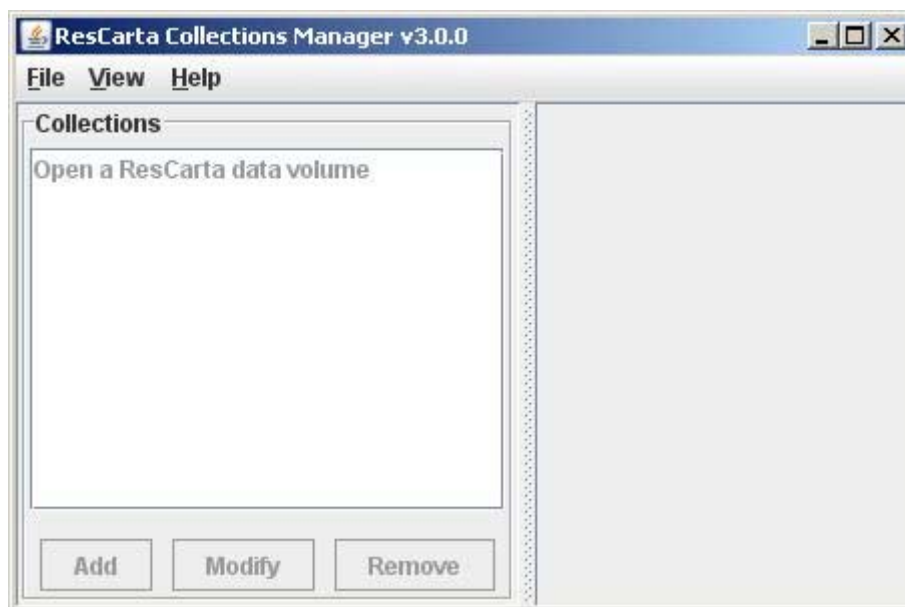 ResCarta Collections Manager v3.0.0
File View Help
Collections
Open a ResCarta data volume
Add Modify Remove